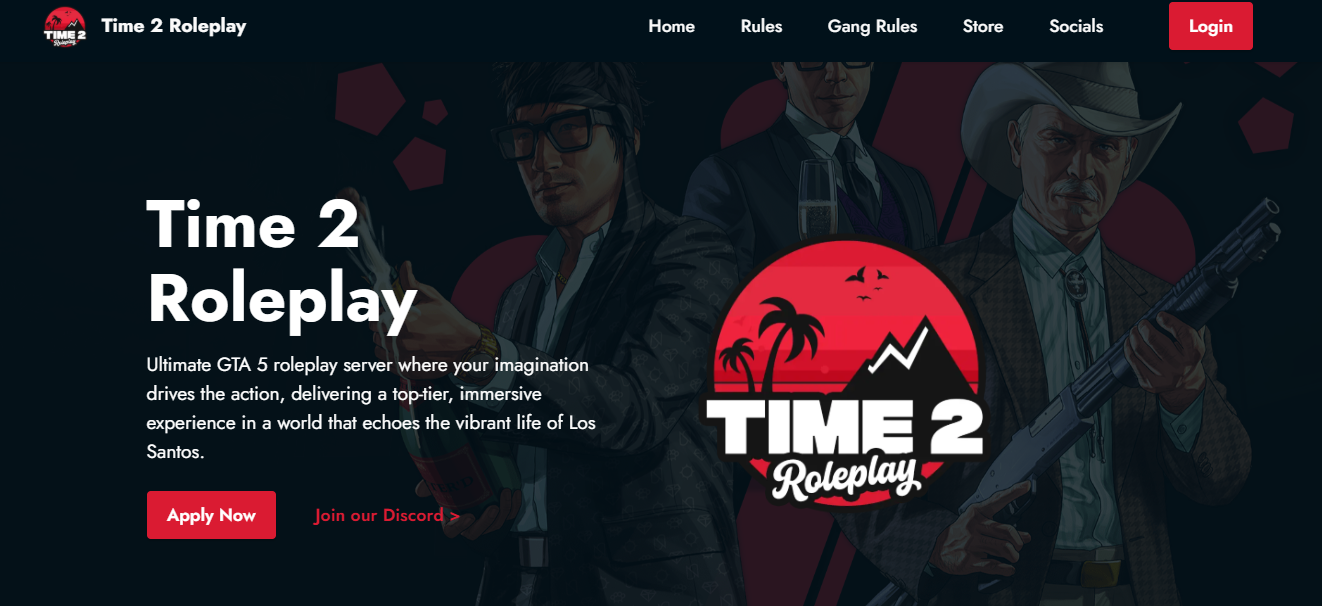 TIME 2
Roleplay
Time 2 Roleplay
Home
Rules
Gang Rules
Store
Socials
Login
Time 2
Roleplay
Ultimate GTA 5 roleplay server where your imagination
drives the action, delivering a top-tier, immersive
experience in a world that echoes the vibrant life of Los
Santos.
Apply Now
Join our Discord >
TIME 2
Roleplay